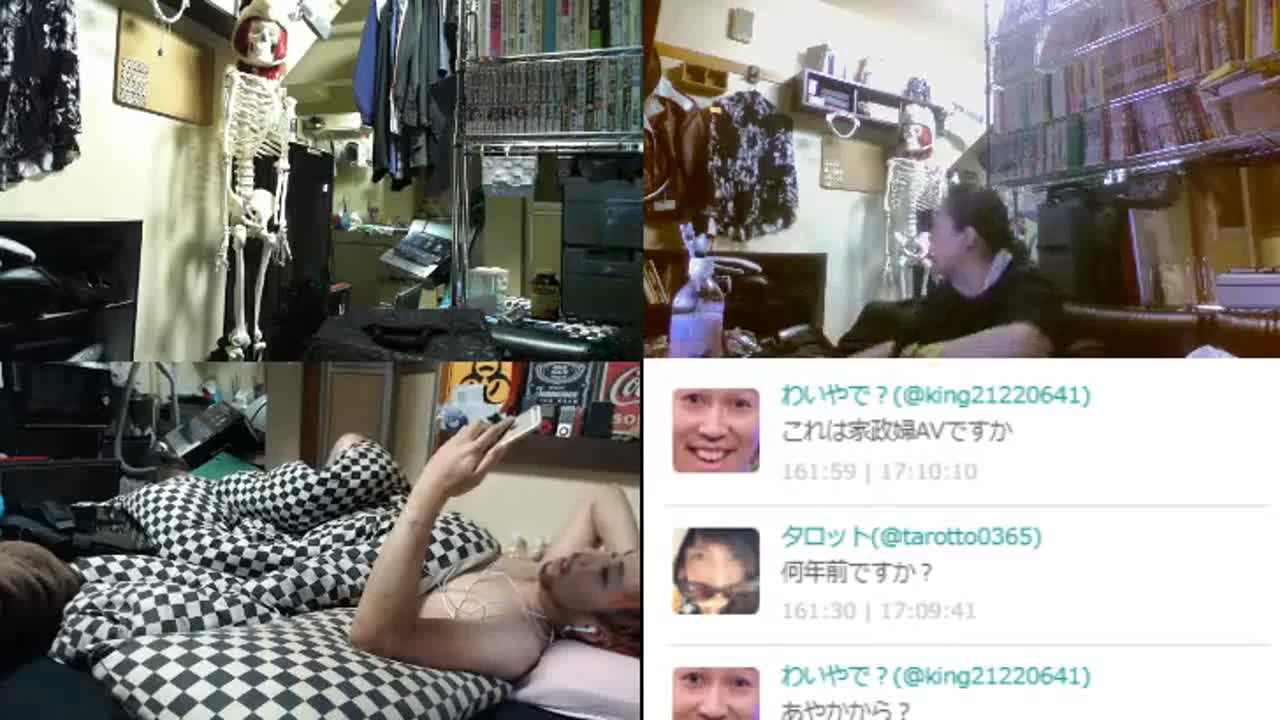 Coca
わいやで?(@king21220641)
これは家政婦AVですか
161:59 | 17:10:10
タロット(@tarotto0365)
何年前ですか?
161:30 | 17:09:41
わいやで?(@king21220641)
あやかから?